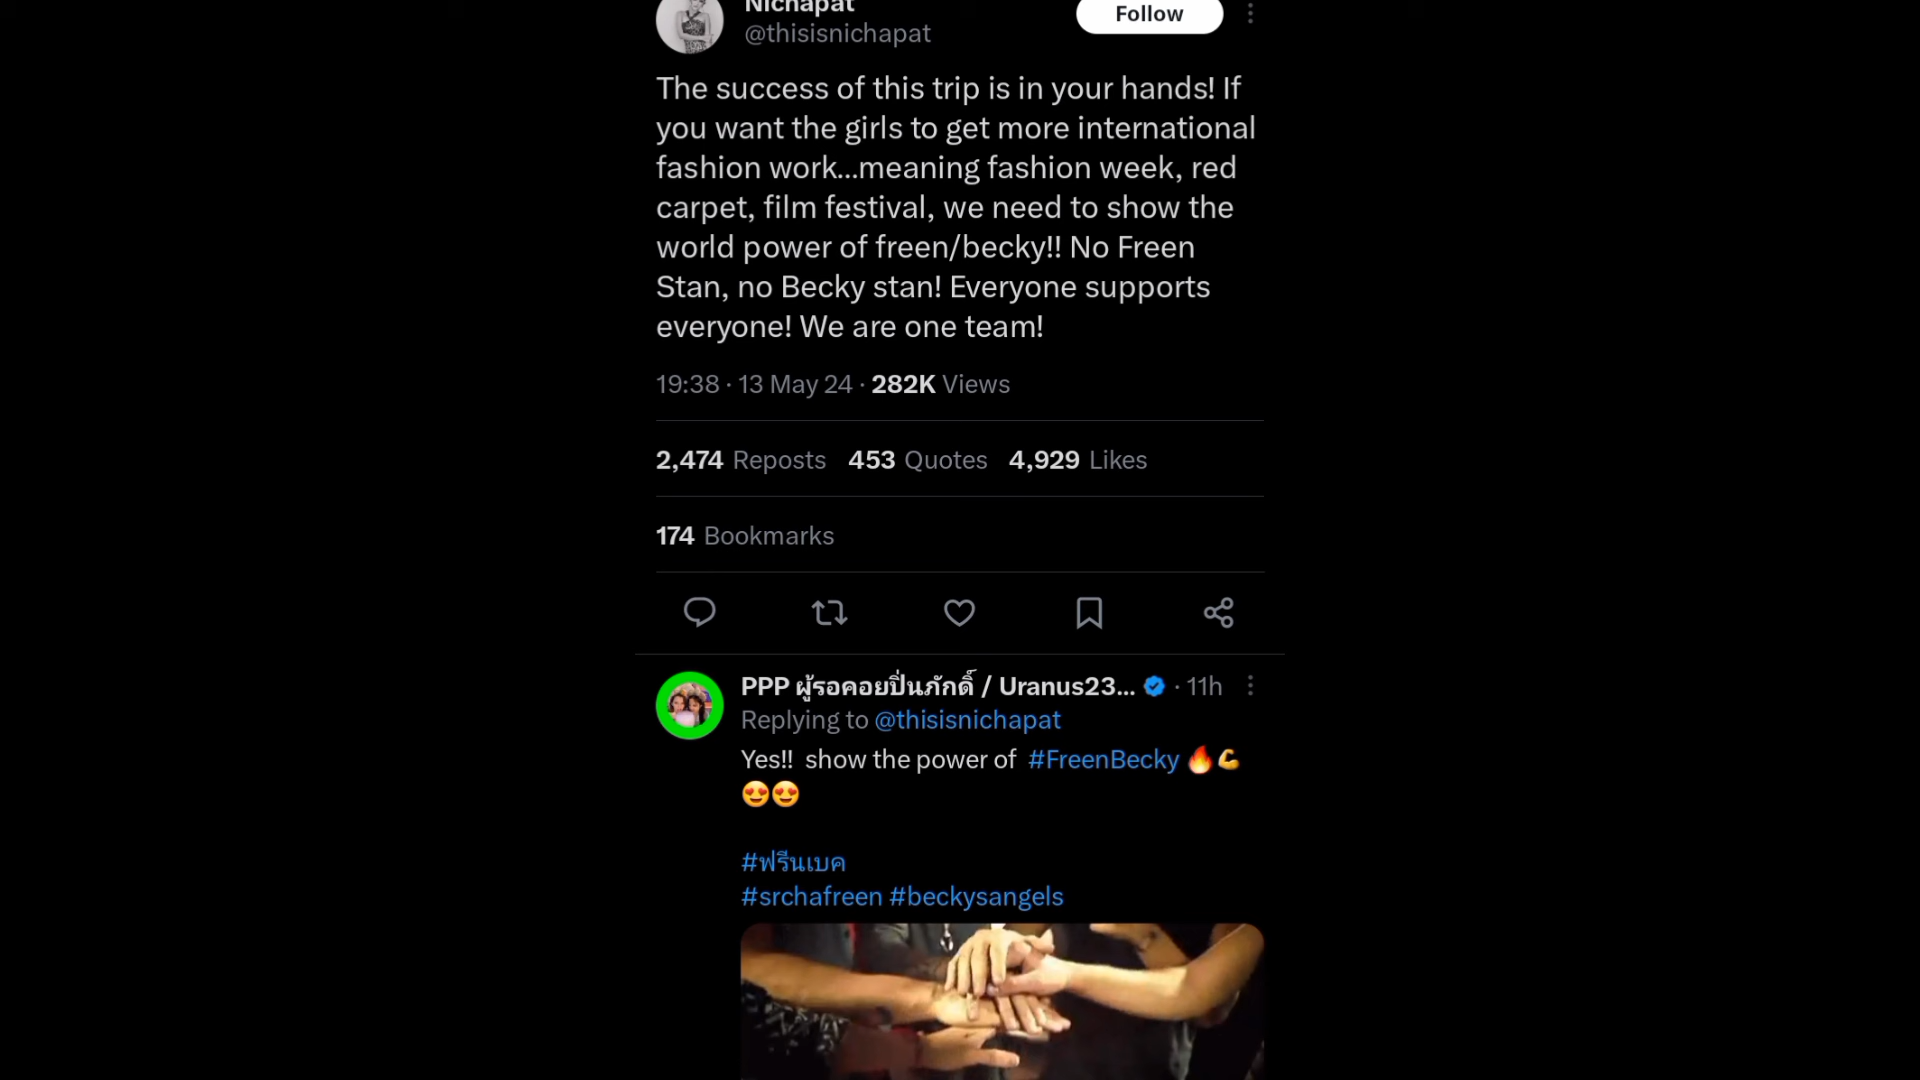 Nichapat
@thisisnichapat
Follow
The success of this trip is in your hands! If
you want the girls to get more international
fashion work...meaning fashion week, red
carpet, film festival, we need to show the
world power of freen/becky!! No Freen
Stan, no Becky stan! Everyone supports
everyone! We are one team!
19:38 · 13 May 24 · 282K Views
2,474 Reposts 453 Quotes 4,929 Likes
174 Bookmarks
PPP ผู้รอคอยปิ่นภักดิ์ / Uranus23... · 11h
Replying to @thisisnichapat
Yes!! show the power of #FreenBecky 🔥💪
😍😍
#ฟรีนเบค
#srchafreen #beckysangels